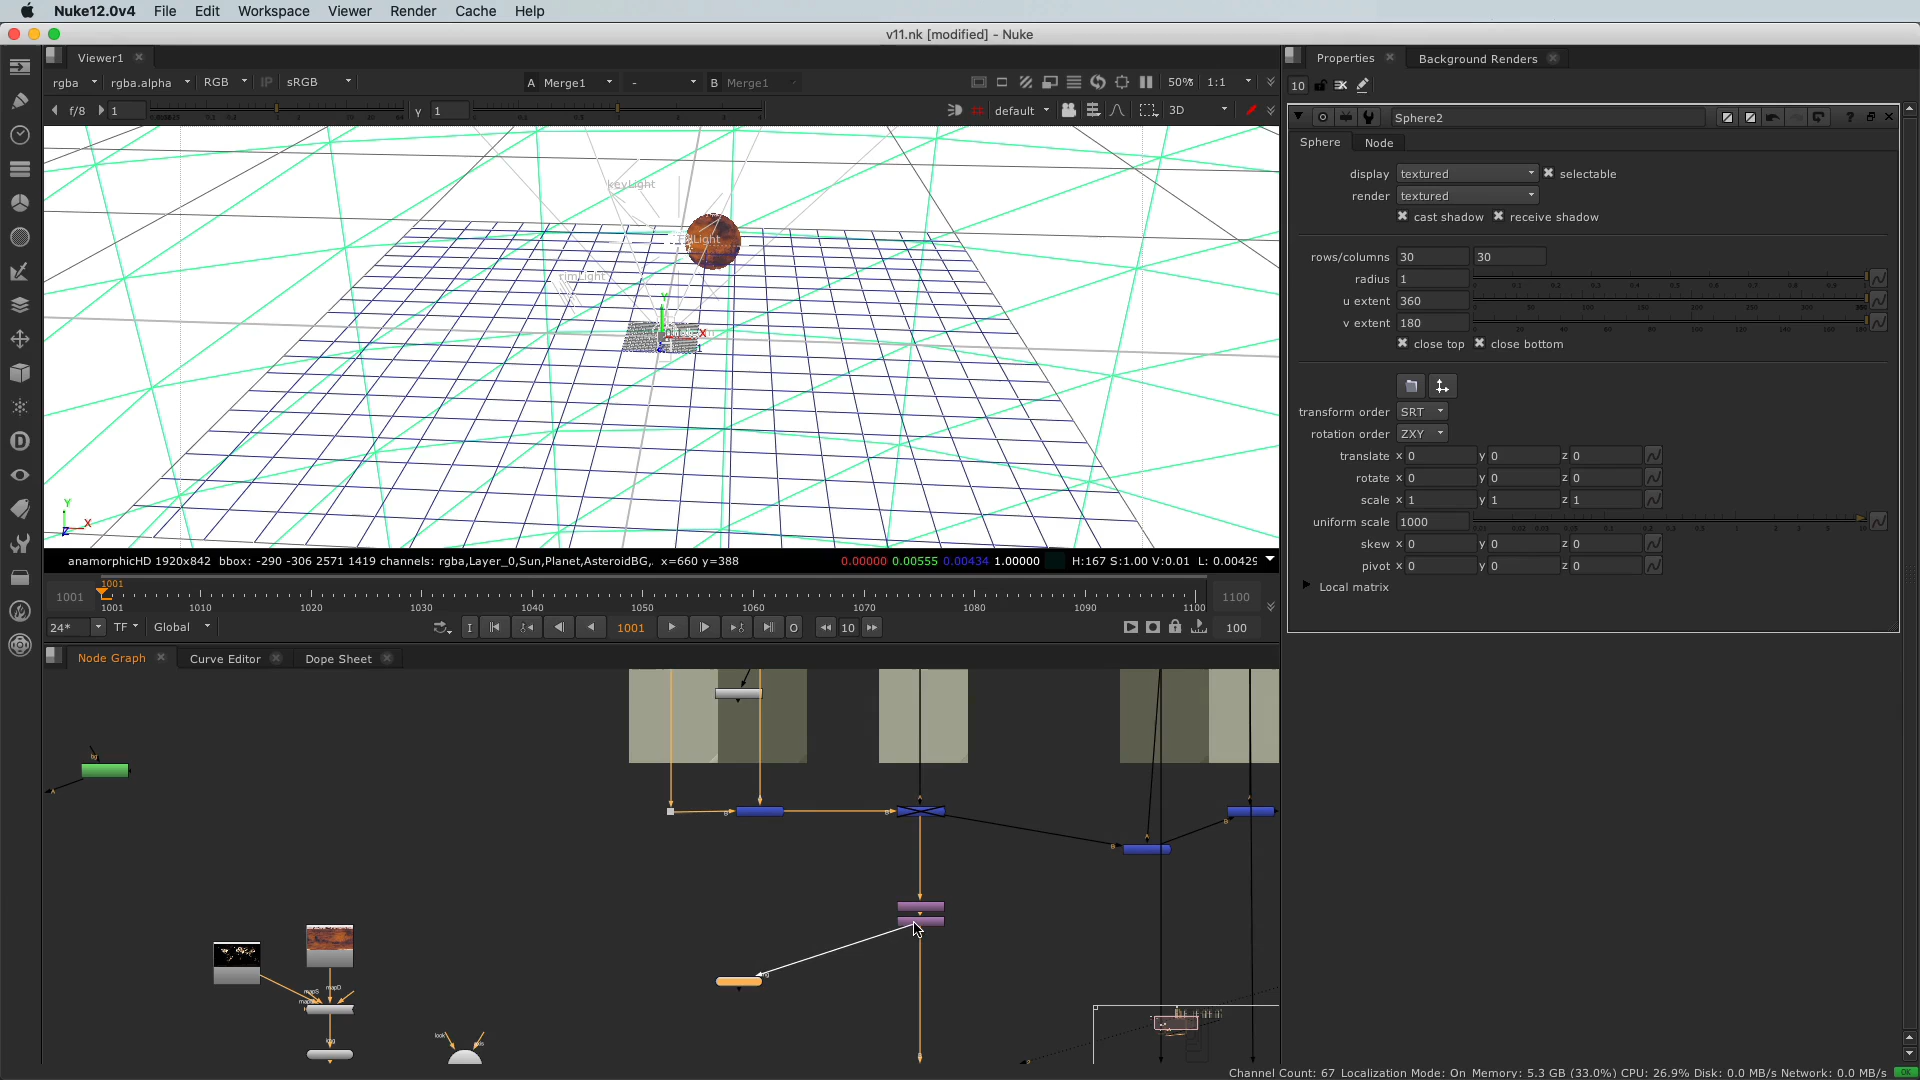 Nuke12.0v4 File Edit Workspace Viewer Render Cache Help
v11.nk [modified] - Nuke
Viewer1
rgba rgba.alpha RGB IP sRGB A Merge1 - B Merge1 50% 1:1
f/8 1 y 1 default 3D
keyLight
rimLight
Y
X
Z
anamorphicHD 1920x842 bbox: -290 -306 2571 1419 channels: rgba,Layer_0,Sun,Planet,AsteroidBG,. x=660 y=388 0.00000 0.00555 0.00434 1.00000 H:167 S:1.00 V:0.01 L: 0.00429
1001
1001 1001 1010 1020 1030 1040 1050 1060 1070 1080 1090 1100 1100
24* TF Global I 1001 O 10 100
Node Graph Curve Editor Dope Sheet
Properties Background Renders
10
Sphere2
Sphere Node
display textured selectable
render textured
cast shadow receive shadow
rows/columns 30 30
radius 1
u extent 360
v extent 180
close top close bottom
transform order SRT
rotation order ZXY
translate x 0 y 0 z 0
rotate x 0 y 0 z 0
scale x 1 y 1 z 1
uniform scale 1000
skew x 0 y 0 z 0
pivot x 0 y 0 z 0
Local matrix
Channel Count: 67 Localization Mode: On Memory: 5.3 GB (33.0%) CPU: 26.9% Disk: 0.0 MB/s Network: 0.0 MB/s OK